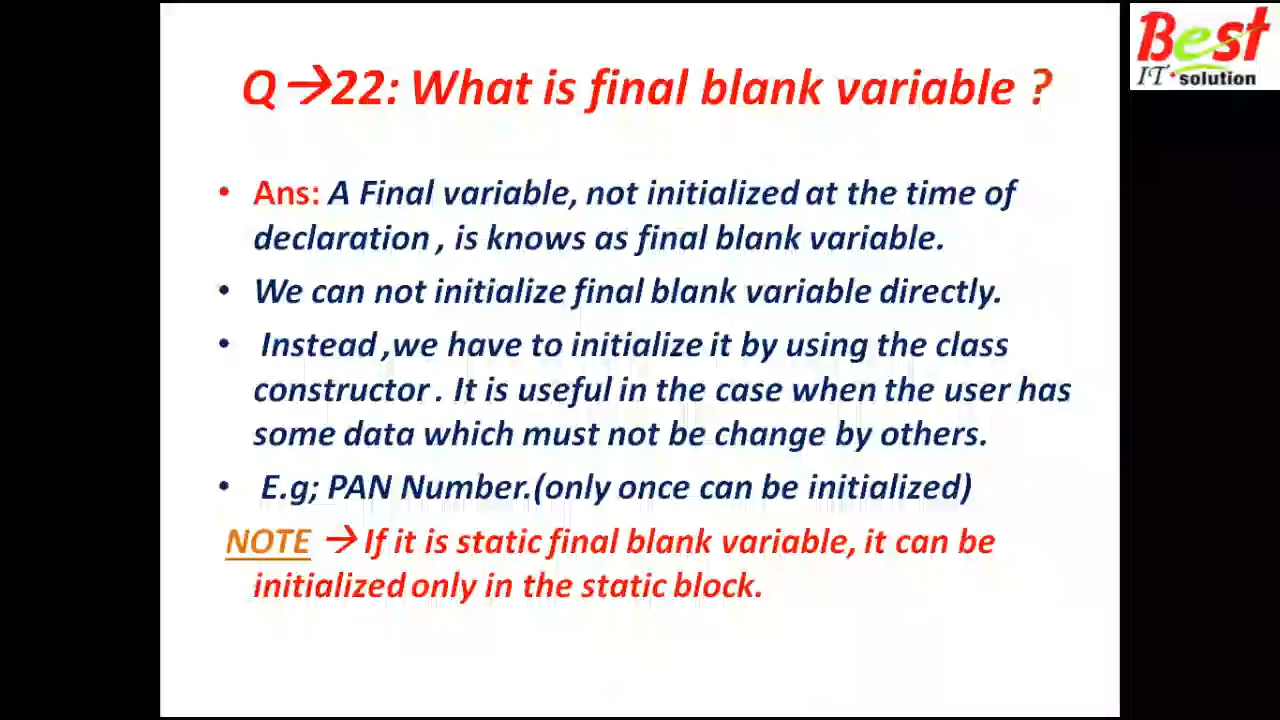 Best
IT·solution
Q→22: What is final blank variable ?
• Ans: A Final variable, not initialized at the time of
declaration , is knows as final blank variable.
• We can not initialize final blank variable directly.
• Instead ,we have to initialize it by using the class
constructor . It is useful in the case when the user has
some data which must not be change by others.
• E.g; PAN Number.(only once can be initialized)
NOTE → If it is static final blank variable, it can be
initialized only in the static block.